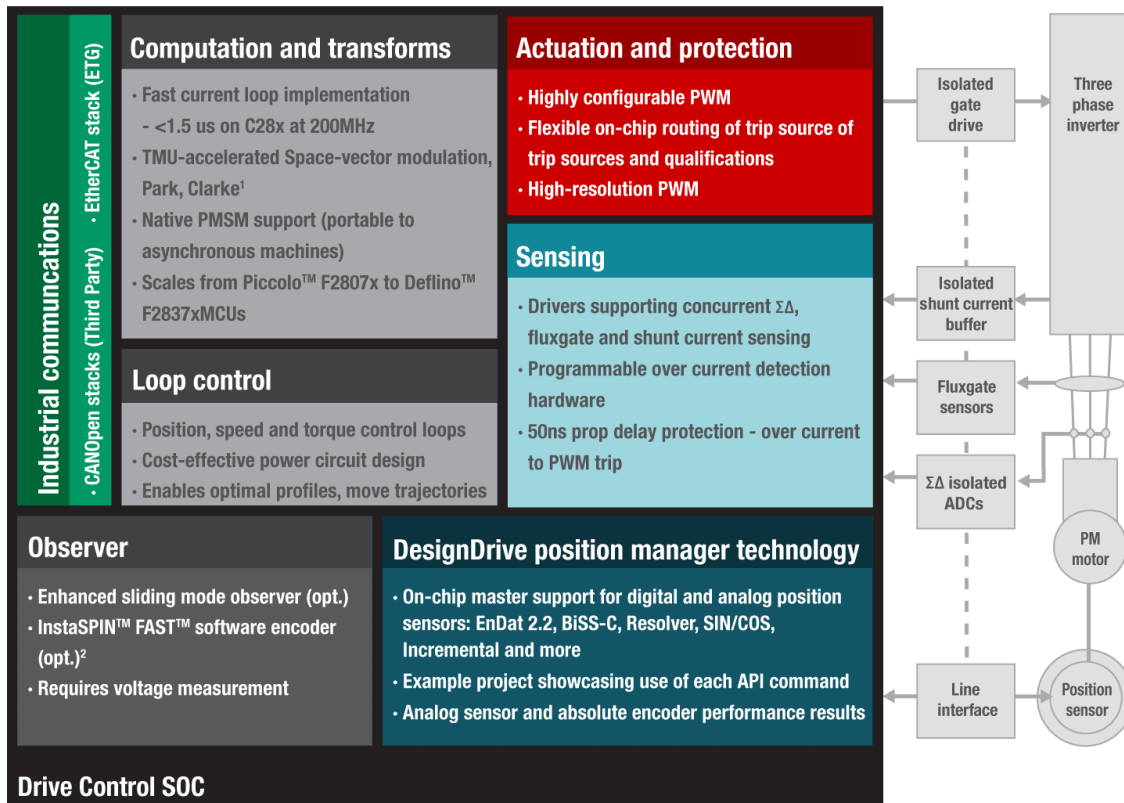 Industrial communcations
· CANOpen stacks (Third Party) · EtherCAT stack (ETG)
Computation and transforms
· Fast current loop implementation
- <1.5 us on C28x at 200MHz
· TMU-accelerated Space-vector modulation,
Park, Clarke¹
· Native PMSM support (portable to
asynchronous machines)
· Scales from Piccolo™ F2807x to Deflino™
F2837xMCUs
Loop control
· Position, speed and torque control loops
· Cost-effective power circuit design
· Enables optimal profiles, move trajectories
Actuation and protection
· Highly configurable PWM
· Flexible on-chip routing of trip source of
trip sources and qualifications
· High-resolution PWM
Sensing
· Drivers supporting concurrent ΣΔ,
fluxgate and shunt current sensing
· Programmable over current detection
hardware
· 50ns prop delay protection - over current
to PWM trip
Observer
· Enhanced sliding mode observer (opt.)
· InstaSPIN™ FAST™ software encoder
(opt.)²
· Requires voltage measurement
DesignDrive position manager technology
· On-chip master support for digital and analog position
sensors: EnDat 2.2, BiSS-C, Resolver, SIN/COS,
Incremental and more
· Example project showcasing use of each API command
· Analog sensor and absolute encoder performance results
Drive Control SOC
Isolated
gate
drive
Three
phase
inverter
Isolated
shunt current
buffer
Fluxgate
sensors
ΣΔ isolated
ADCs
PM
motor
Line
interface
Position
sensor